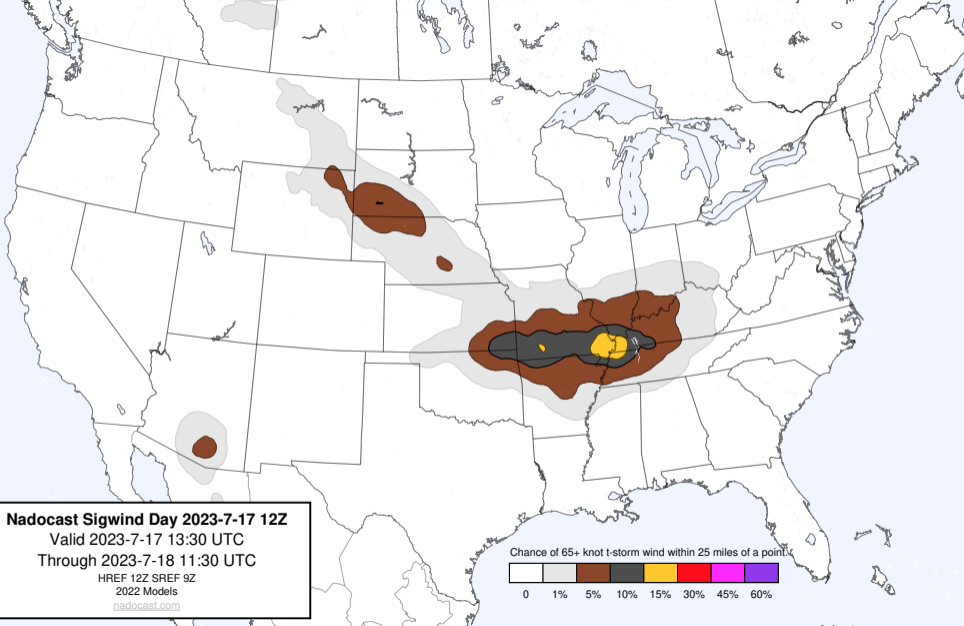 Nadocast Sigwind Day 2023-7-17 12Z
Valid 2023-7-17 13:30 UTC
Through 2023-7-18 11:30 UTC
HREF 12Z SREF 9Z
2022 Models
nadocast.com
Chance of 65+ knot t-storm wind within 25 miles of a point.
0 1% 5% 10% 15% 30% 45% 60%